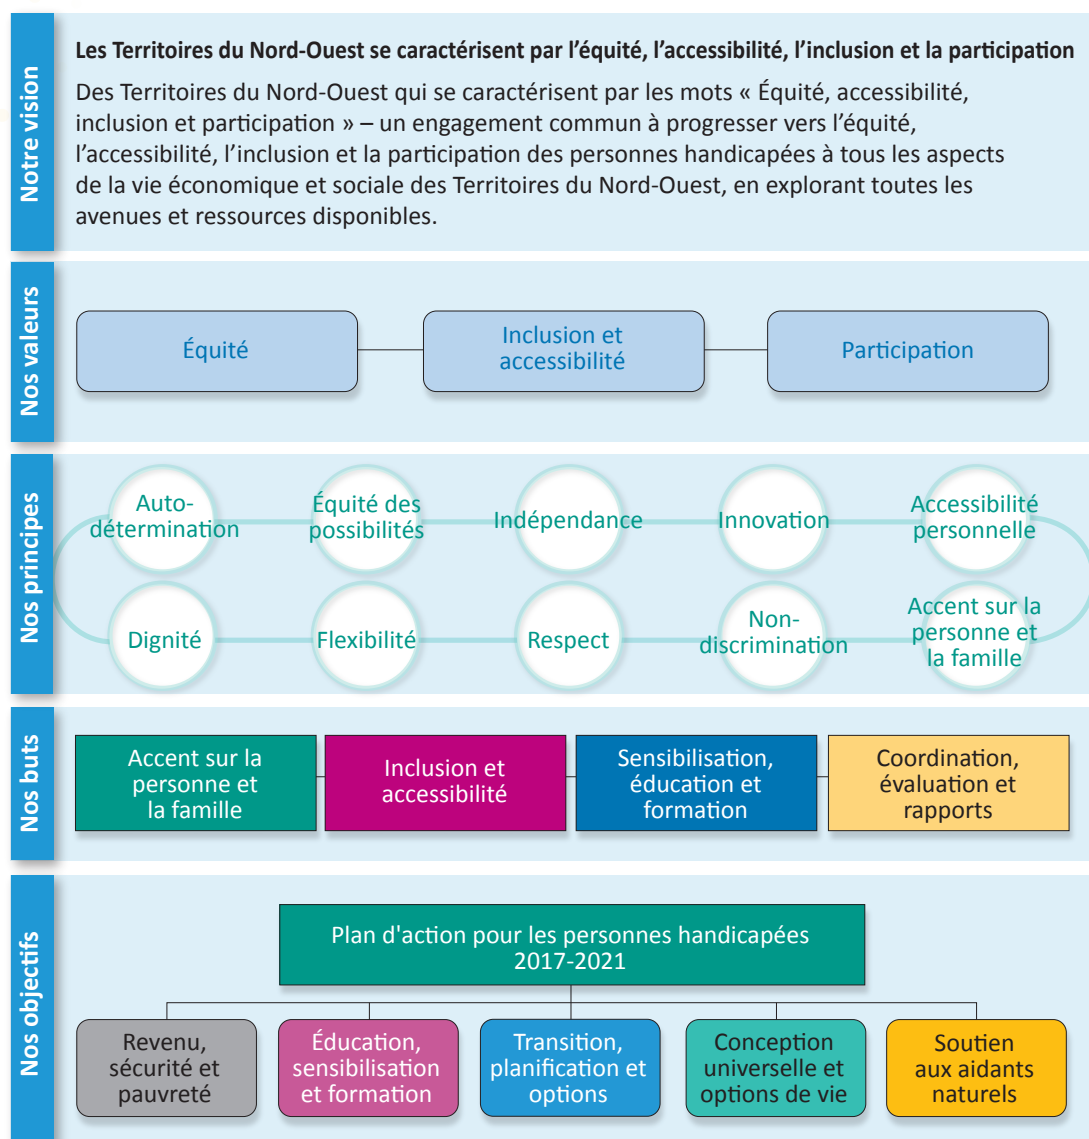 Notre vision
Les Territoires du Nord-Ouest se caractérisent par l’équité, l’accessibilité, l’inclusion et la participation
Des Territoires du Nord-Ouest qui se caractérisent par les mots « Équité, accessibilité,
inclusion et participation » – un engagement commun à progresser vers l’équité,
l’accessibilité, l’inclusion et la participation des personnes handicapées à tous les aspects
de la vie économique et sociale des Territoires du Nord-Ouest, en explorant toutes les
avenues et ressources disponibles.
Nos valeurs
Équité
Inclusion et
accessibilité
Participation
Nos principes
Auto-
détermination
Équité des
possibilités
Indépendance
Innovation
Accessibilité
personnelle
Dignité
Flexibilité
Respect
Non-
discrimination
Accent sur la
personne et
la famille
Nos buts
Accent sur la
personne et
la famille
Inclusion et
accessibilité
Sensibilisation,
éducation et
formation
Coordination,
évaluation et
rapports
Nos objectifs
Plan d'action pour les personnes handicapées
2017-2021
Revenu,
sécurité et
pauvreté
Éducation,
sensibilisation
et formation
Transition,
planification et
options
Conception
universelle et
options de vie
Soutien
aux aidants
naturels